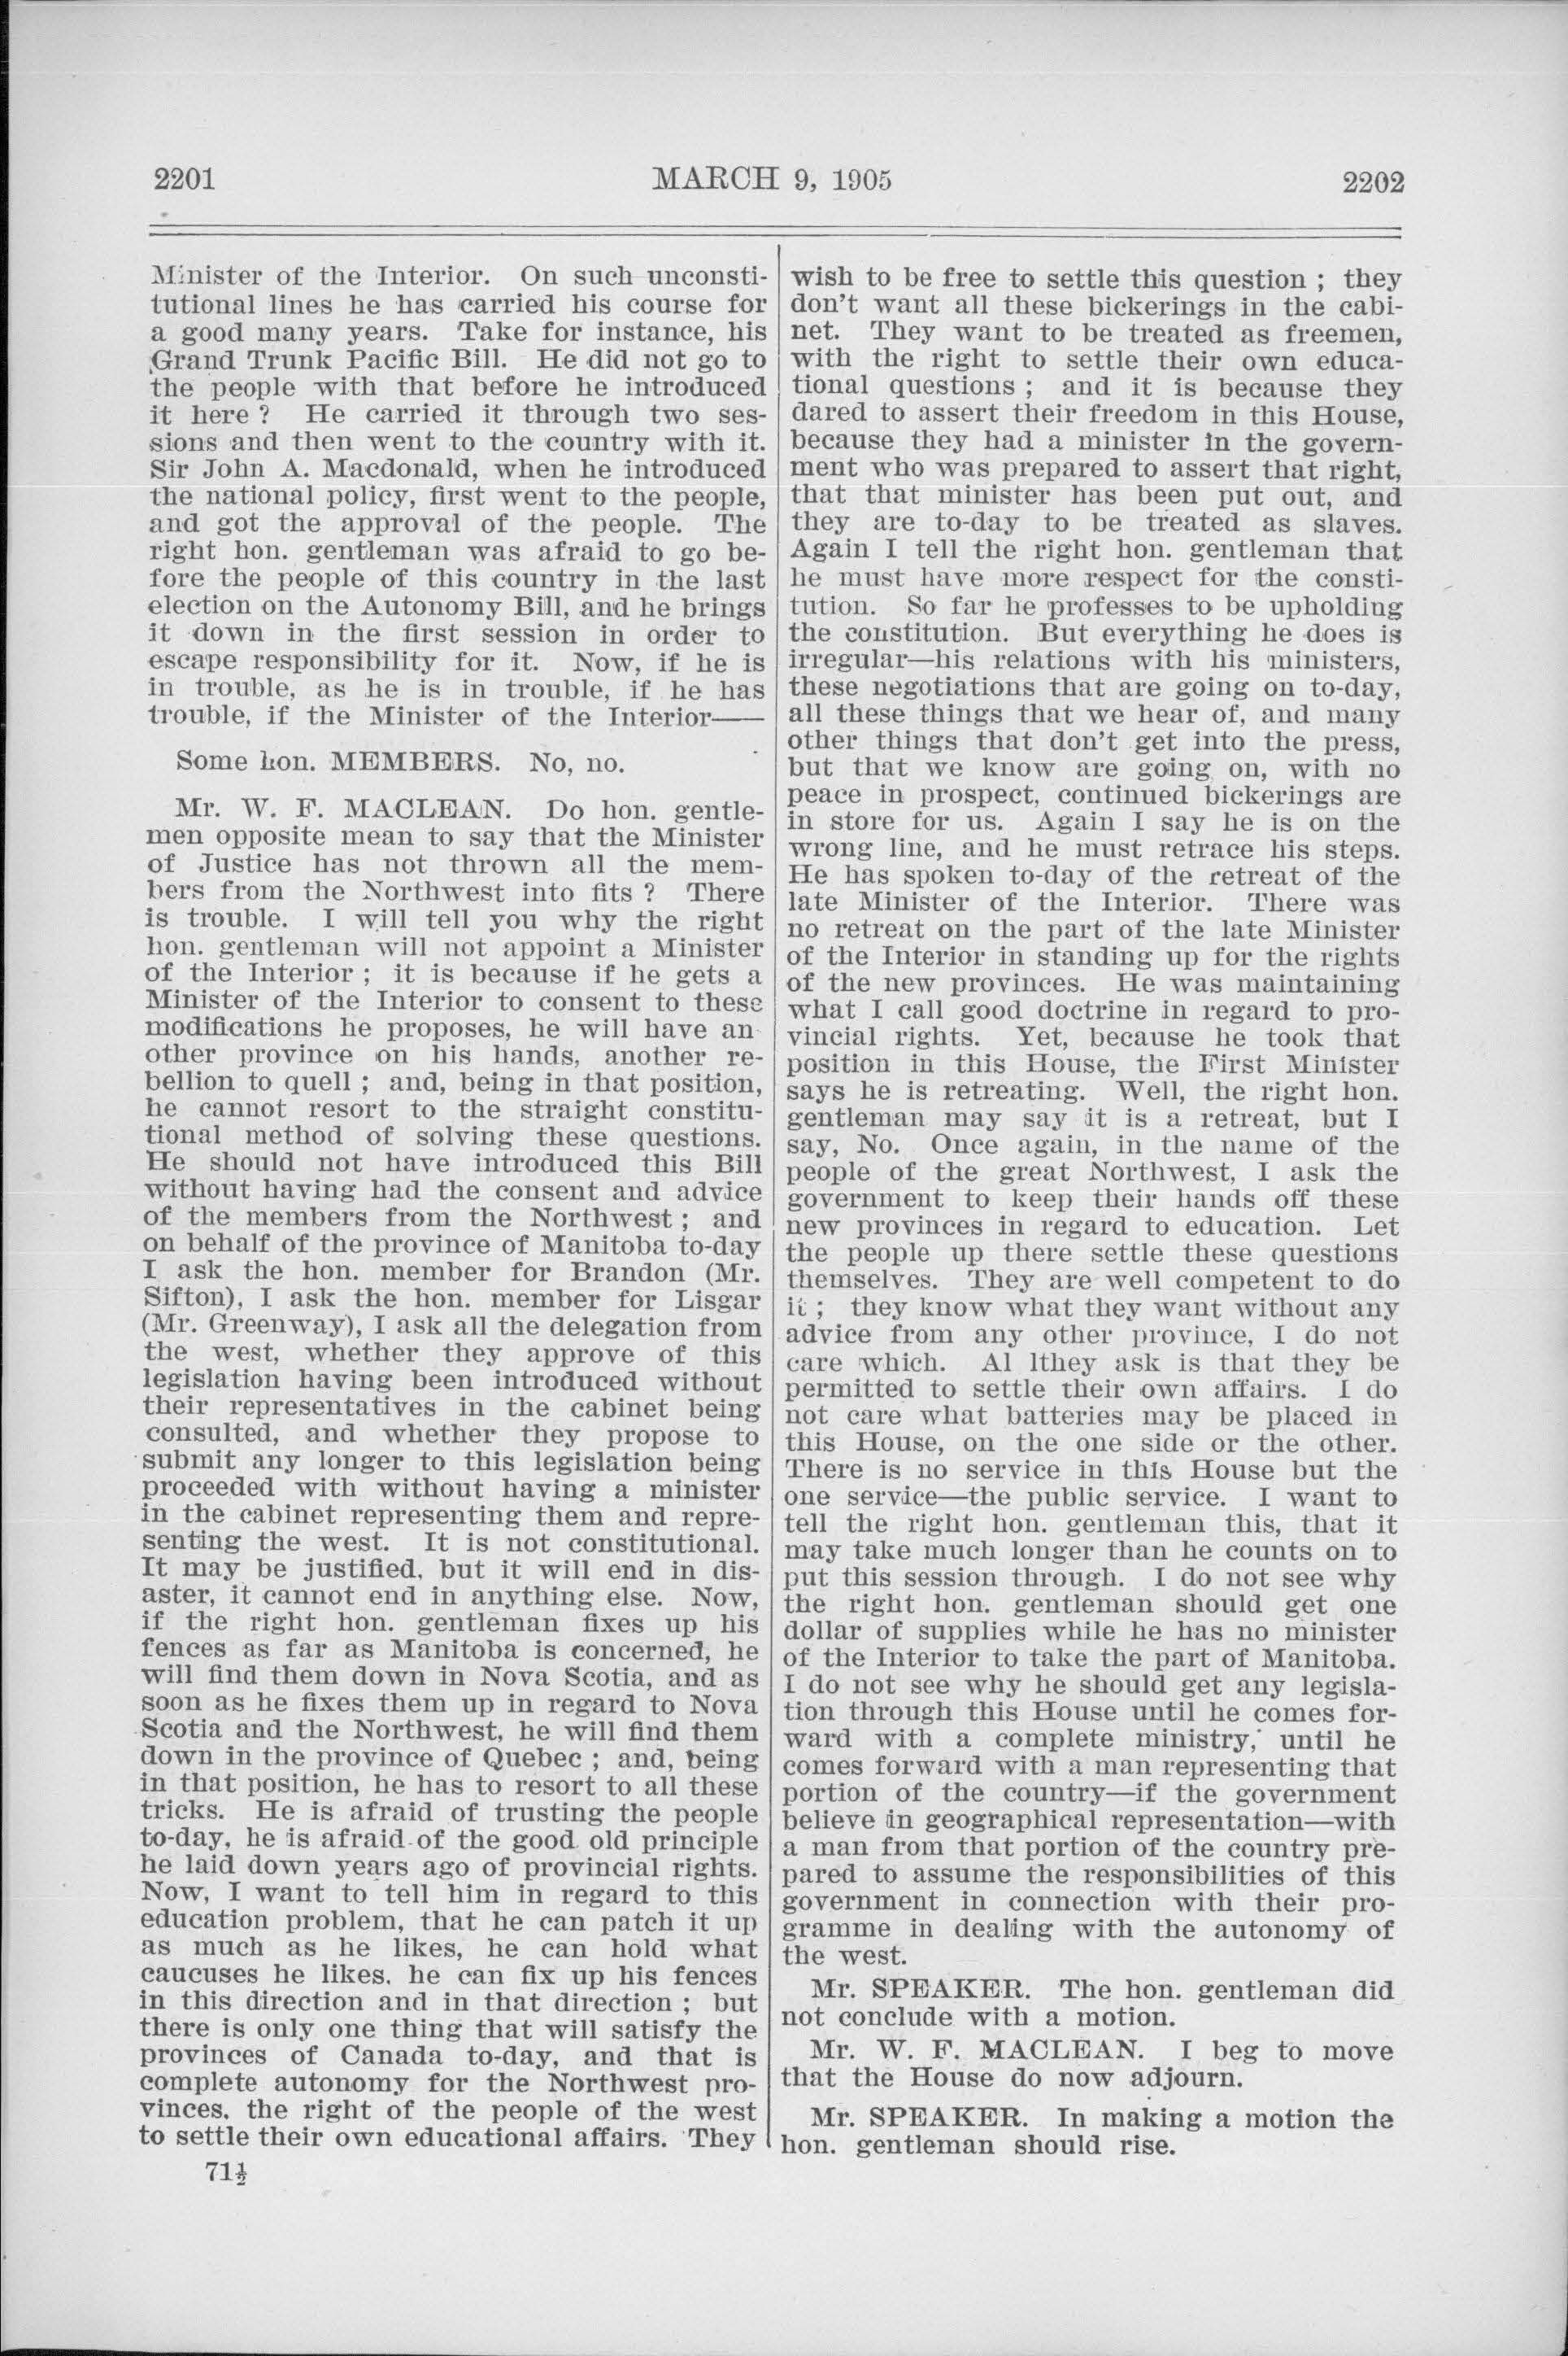 2201
MARCH 9, 1905
2202
Minister of the Interior. On such unconsti-
tutional lines he has carried his course for
a good many years. Take for instance, his
Grand Trunk Pacific Bill. He did not go to
the people with that before he introduced
it here ? He carried it through two ses-
sions and then went to the country with it.
Sir John A. Macdonald, when he introduced
the national policy, first went to the people,
and got the approval of the people. The
right hon. gentleman was afraid to go be-
fore the people of this country in the last
election on the Autonomy Bill, and he brings
it down in the first session in order to
escape responsibility for it. Now, if he is
in trouble, as he is in trouble, if he has
trouble, if the Minister of the Interior——
Some hon. MEMBERS. No, no.
Mr. W. F. MACLEAN. Do hon. gentle-
men opposite mean to say that the Minister
of Justice has not thrown all the mem-
bers from the Northwest into fits ? There
is trouble. I will tell you why the right
hon. gentleman will not appoint a Minister
of the Interior ; it is because if he gets a
Minister of the Interior to consent to these
modifications he proposes, he will have an
other province on his hands, another re-
bellion to quell ; and, being in that position,
he cannot resort to the straight constitu-
tional method of solving these questions.
He should not have introduced this Bill
without having had the consent and advice
of the members from the Northwest ; and
on behalf of the province of Manitoba to-day
I ask the hon. member for Brandon (Mr.
Sifton), I ask the hon. member for Lisgar
(Mr. Greenway), I ask all the delegation from
the west, whether they approve of this
legislation having been introduced without
their representatives in the cabinet being
consulted, and whether they propose to
submit any longer to this legislation being
proceeded with without having a minister
in the cabinet representing them and repre-
senting the west. It is not constitutional.
It may be justified, but it will end in dis-
aster, it cannot end in anything else. Now,
if the right hon. gentleman fixes up his
fences as far as Manitoba is concerned, he
will find them down in Nova Scotia, and as
soon as he fixes them up in regard to Nova
Scotia and the Northwest, he will find them
down in the province of Quebec ; and, being
in that position, he has to resort to all these
tricks. He is afraid of trusting the people
to-day, he is afraid of the good old principle
he laid down years ago of provincial rights.
Now, I want to tell him in regard to this
education problem, that he can patch it up
as much as he likes, he can hold what
caucuses he likes, he can fix up his fences
in this direction and in that direction ; but
there is only one thing that will satisfy the
provinces of Canada to-day, and that is
complete autonomy for the Northwest pro-
vinces, the right of the people of the west
to settle their own educational affairs. They
71½
wish to be free to settle this question ; they
don't want all these bickerings in the cabi-
net. They want to be treated as freemen,
with the right to settle their own educa-
tional questions ; and it is because they
dared to assert their freedom in this House,
because they had a minister in the govern-
ment who was prepared to assert that right,
that that minister has been put out, and
they are to-day to be treated as slaves.
Again I tell the right hon. gentleman that
he must have more respect for the consti-
tution. So far he professes to be upholding
the constitution. But everything he does is
irregular—his relations with his ministers,
these negotiations that are going on to-day,
all these things that we hear of, and many
other things that don't get into the press,
but that we know are going on, with no
peace in prospect, continued bickerings are
in store for us. Again I say he is on the
wrong line, and he must retrace his steps.
He has spoken to-day of the retreat of the
late Minister of the Interior. There was
no retreat on the part of the late Minister
of the Interior in standing up for the rights
of the new provinces. He was maintaining
what I call good doctrine in regard to pro-
vincial rights. Yet, because he took that
position in this House, the First Minister
says he is retreating. Well, the right hon.
gentleman may say it is a retreat, but I
say, No. Once again, in the name of the
people of the great Northwest, I ask the
government to keep their hands off these
new provinces in regard to education. Let
the people up there settle these questions
themselves. They are well competent to do
it ; they know what they want without any
advice from any other province, I do not
care which. Al lthey ask is that they be
permitted to settle their own affairs. I do
not care what batteries may be placed in
this House, on the one side or the other.
There is no service in this House but the
one service—the public service. I want to
tell the right hon. gentleman this, that it
may take much longer than he counts on to
put this session through. I do not see why
the right hon. gentleman should get one
dollar of supplies while he has no minister
of the Interior to take the part of Manitoba.
I do not see why he should get any legisla-
tion through this House until he comes for-
ward with a complete ministry, until he
comes forward with a man representing that
portion of the country—if the government
believe in geographical representation—with
a man from that portion of the country pre-
pared to assume the responsibilities of this
government in connection with their pro-
gramme in dealing with the autonomy of
the west.
Mr. SPEAKER. The hon. gentleman did
not conclude with a motion.
Mr. W. F. MACLEAN. I beg to move
that the House do now adjourn.
Mr. SPEAKER. In making a motion the
hon. gentleman should rise.